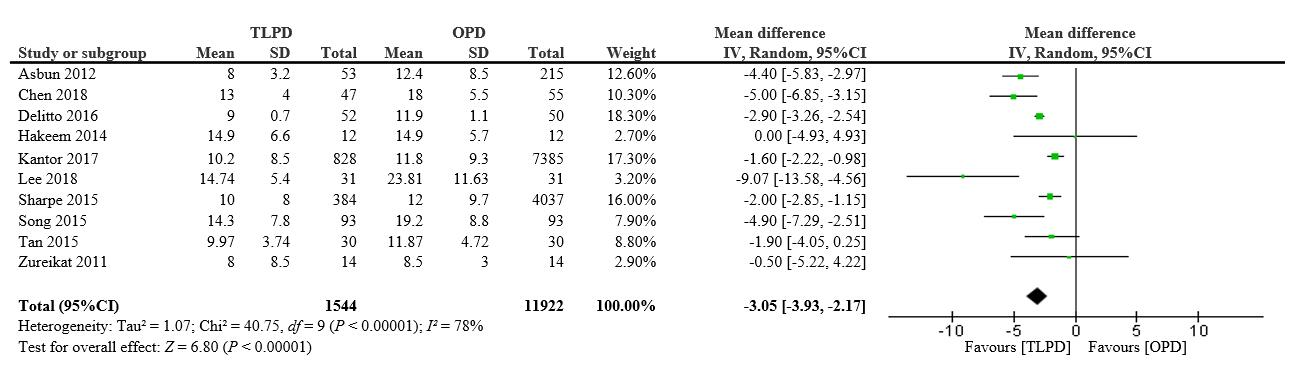 TLPD OPD Mean difference Mean difference
Study or subgroup Mean SD Total Mean SD Total Weight IV, Random, 95%CI IV, Random, 95%CI
Asbun 2012 8 3.2 53 12.4 8.5 215 12.60% -4.40 [-5.83, -2.97]
Chen 2018 13 4 47 18 5.5 55 10.30% -5.00 [-6.85, -3.15]
Delitto 2016 9 0.7 52 11.9 1.1 50 18.30% -2.90 [-3.26, -2.54]
Hakeem 2014 14.9 6.6 12 14.9 5.7 12 2.70% 0.00 [-4.93, 4.93]
Kantor 2017 10.2 8.5 828 11.8 9.3 7385 17.30% -1.60 [-2.22, -0.98]
Lee 2018 14.74 5.4 31 23.81 11.63 31 3.20% -9.07 [-13.58, -4.56]
Sharpe 2015 10 8 384 12 9.7 4037 16.00% -2.00 [-2.85, -1.15]
Song 2015 14.3 7.8 93 19.2 8.8 93 7.90% -4.90 [-7.29, -2.51]
Tan 2015 9.97 3.74 30 11.87 4.72 30 8.80% -1.90 [-4.05, 0.25]
Zureikat 2011 8 8.5 14 8.5 3 14 2.90% -0.50 [-5.22, 4.22]
Total (95%CI) 1544 11922 100.00% -3.05 [-3.93, -2.17]
Heterogeneity: Tau² = 1.07; Chi² = 40.75, df = 9 (P < 0.00001); I² = 78%
-10 -5 0 5 10
Test for overall effect: Z = 6.80 (P < 0.00001) Favours [TLPD] Favours [OPD]